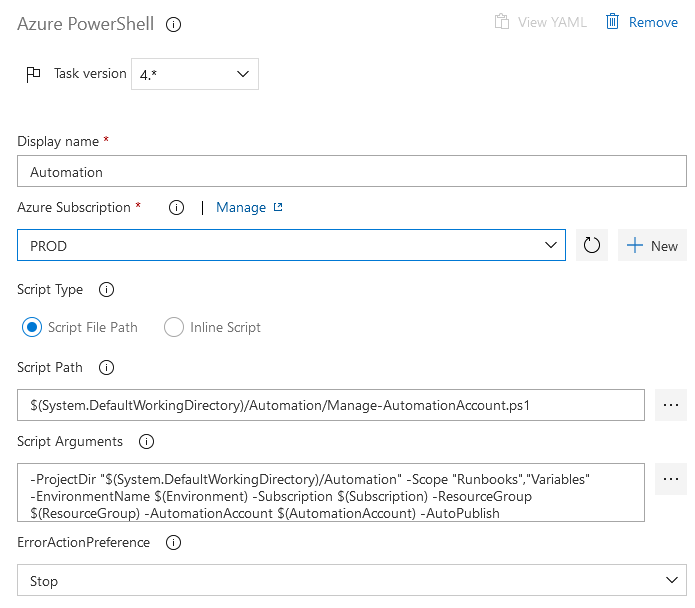 Azure PowerShell
View YAML
Remove
Task version
4.*
Display name *
Automation
Azure Subscription *
| Manage
PROD
New
Script Type
Script File Path
Inline Script
Script Path
$(System.DefaultWorkingDirectory)/Automation/Manage-AutomationAccount.ps1
...
Script Arguments
-ProjectDir "$(System.DefaultWorkingDirectory)/Automation" -Scope "Runbooks","Variables"
-EnvironmentName $(Environment) -Subscription $(Subscription) -ResourceGroup
$(ResourceGroup) -AutomationAccount $(AutomationAccount) -AutoPublish
...
ErrorActionPreference
Stop